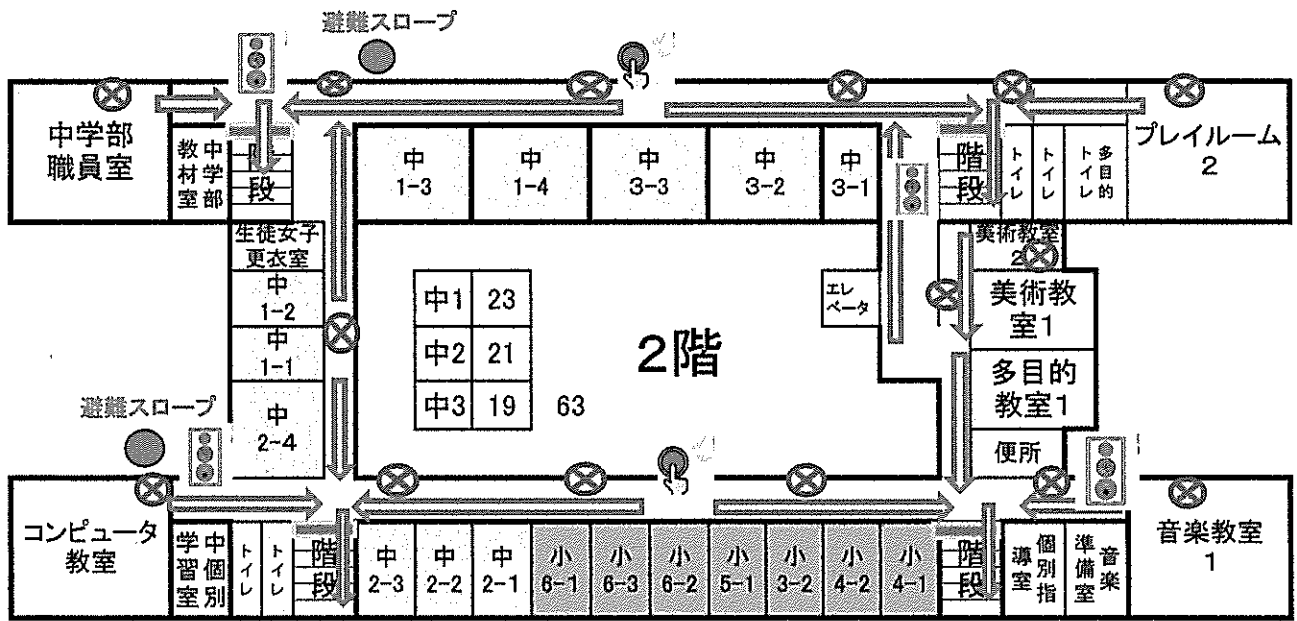 避難スロープ
中学部
職員室
中学部
教材室
階段
中
1-3
中
1-4
中
3-3
中
3-2
中
3-1
階段
トイレ
トイレ
多目的
トイレ
プレイルーム
2
生徒女子
更衣室
中
1-2
中
1-1
中
2-4
中1 23
中2 21
中3 19 63
2階
エレ
ベータ
美術教室
2
美術教
室1
多目的
教室1
便所
避難スロープ
コンピュータ
教室
中個別
学習室
トイレ
トイレ
階段
中
2-3
中
2-2
中
2-1
小
6-1
小
6-3
小
6-2
小
5-1
小
3-2
小
4-2
小
4-1
階段
個別指
導室
音楽
準備室
音楽教室
1